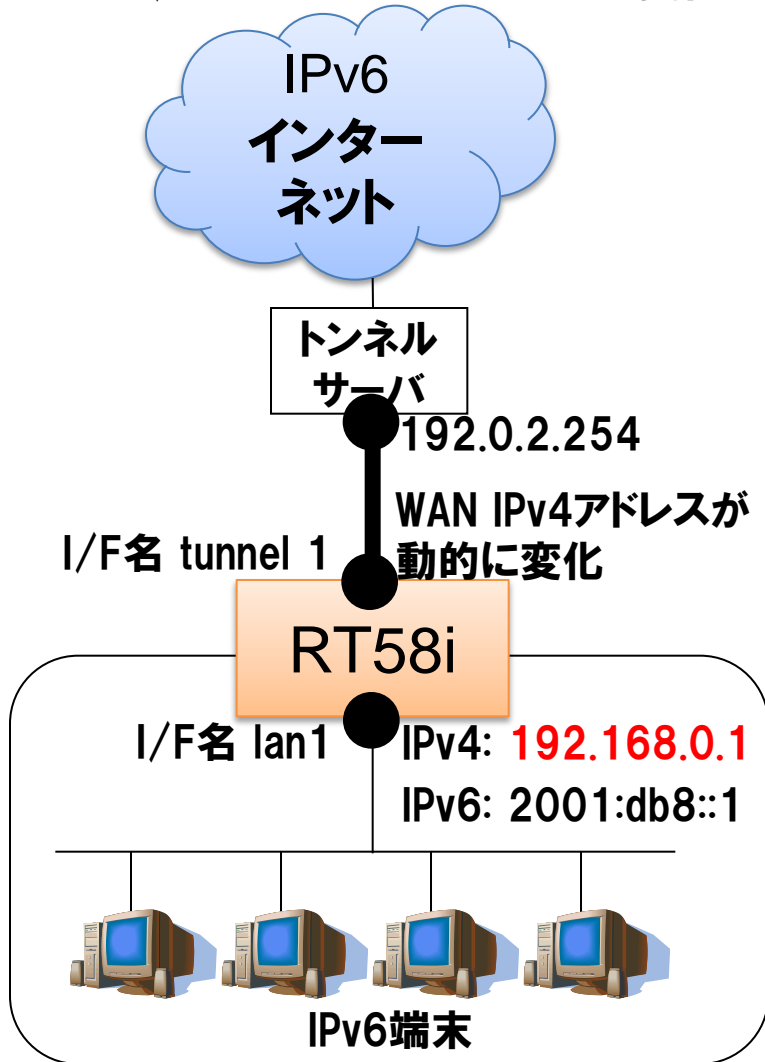 IPv6
インター
ネット
トンネル
サーバ
192.0.2.254
WAN IPv4アドレスが
動的に変化
I/F名 tunnel 1
RT58i
I/F名 lan1
IPv4: 192.168.0.1
IPv6: 2001:db8::1
IPv6端末